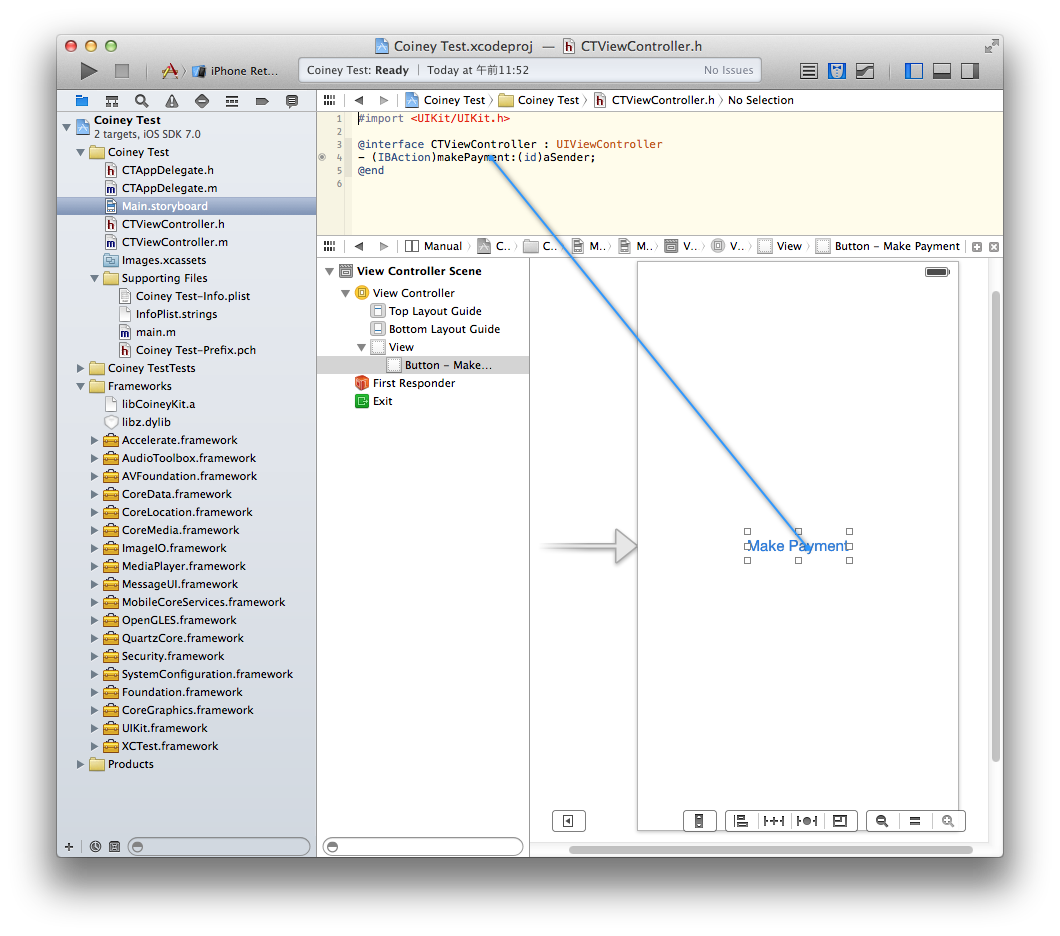 Coiney Test.xcodeproj — CTViewController.h
iPhone Ret...
Coiney Test: Ready | Today at 午前11:52
No Issues
Coiney Test
2 targets, iOS SDK 7.0
Coiney Test
CTAppDelegate.h
CTAppDelegate.m
Main.storyboard
CTViewController.h
CTViewController.m
Images.xcassets
Supporting Files
Coiney Test-Info.plist
InfoPlist.strings
main.m
Coiney Test-Prefix.pch
Coiney TestTests
Frameworks
libCoineyKit.a
libz.dylib
Accelerate.framework
AudioToolbox.framework
AVFoundation.framework
CoreData.framework
CoreLocation.framework
CoreMedia.framework
ImageIO.framework
MediaPlayer.framework
MessageUI.framework
MobileCoreServices.framework
OpenGLES.framework
QuartzCore.framework
Security.framework
SystemConfiguration.framework
Foundation.framework
CoreGraphics.framework
UIKit.framework
XCTest.framework
Products
Coiney Test 〉 Coiney Test 〉 CTViewController.h 〉 No Selection
1 #import <UIKit/UIKit.h>
2
3 @interface CTViewController : UIViewController
4 - (IBAction)makePayment:(id)aSender;
5 @end
6
Manual 〉 C.. 〉 C.. 〉 M.. 〉 M.. 〉 V.. 〉 V.. 〉 View 〉 Button – Make Payment
View Controller Scene
View Controller
Top Layout Guide
Bottom Layout Guide
View
Button – Make...
First Responder
Exit
Make Payment